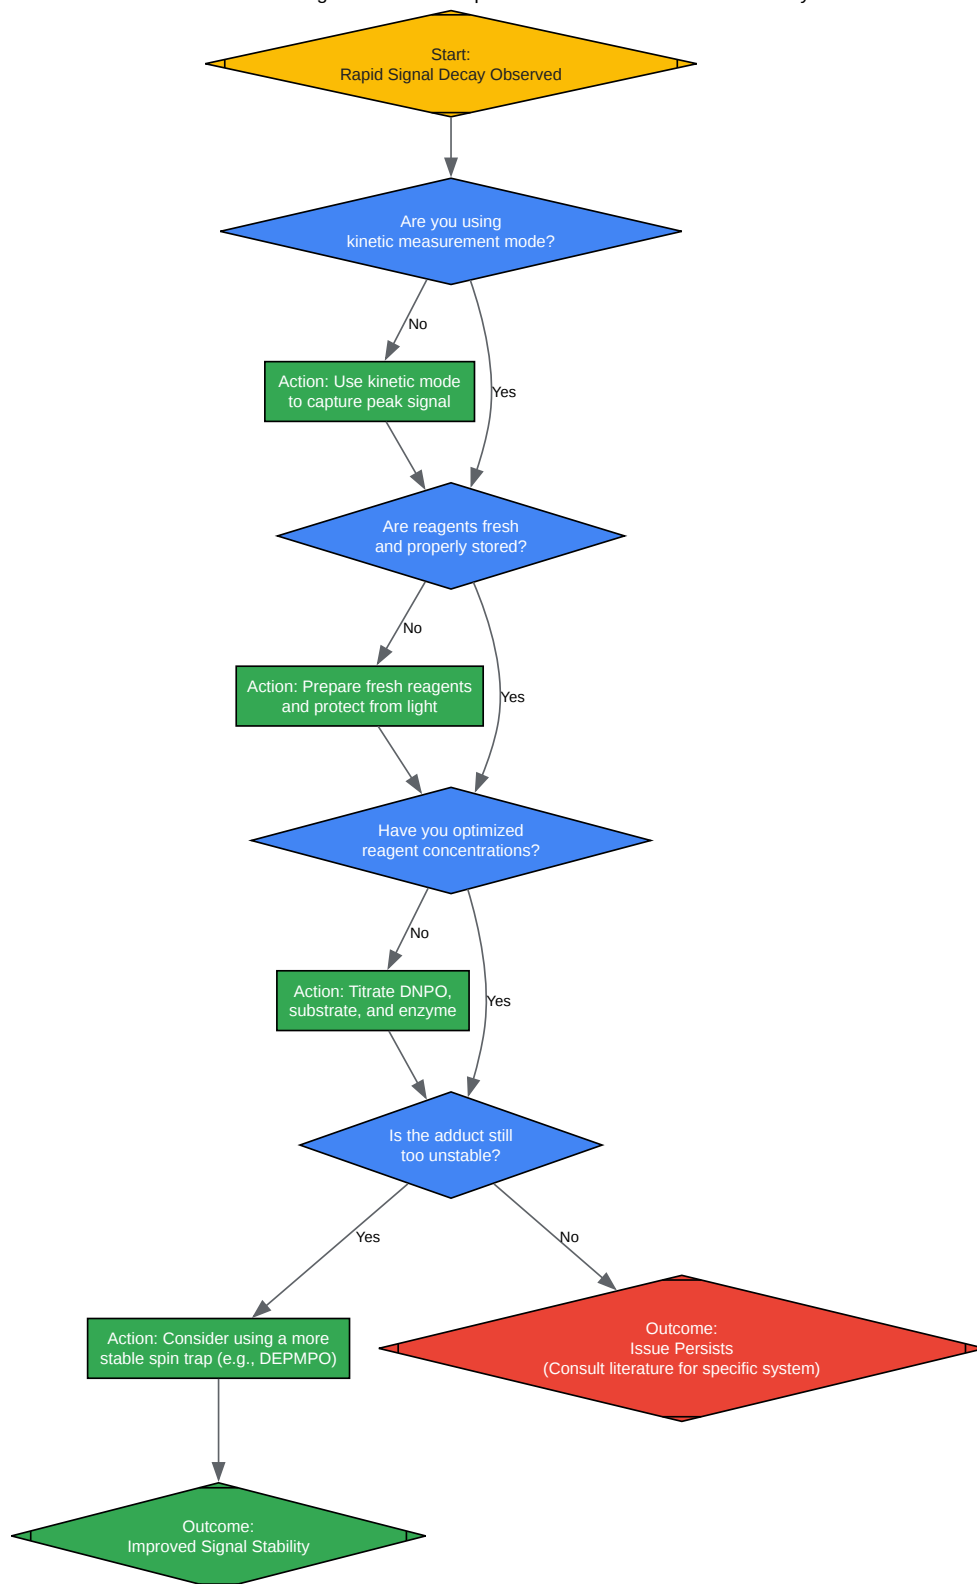 Start:
Rapid Signal Decay Observed
Are you using
kinetic measurement mode?
No
Action: Use kinetic mode
to capture peak signal
Yes
Are reagents fresh
and properly stored?
No
Action: Prepare fresh reagents
and protect from light
Yes
Have you optimized
reagent concentrations?
No
Action: Titrate DNPO,
substrate, and enzyme
Yes
Is the adduct still
too unstable?
Yes
No
Action: Consider using a more
stable spin trap (e.g., DEPMPO)
Outcome:
Issue Persists
(Consult literature for specific system)
Outcome:
Improved Signal Stability